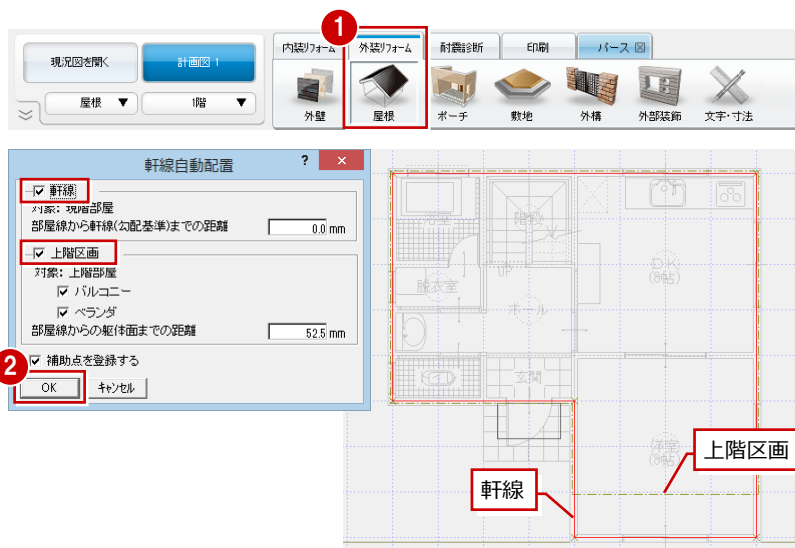 1
現況図を開く
計画図 1
屋根 ▼
1階 ▼
内装リフォーム 外装リフォーム 耐震診断 印刷 パース
外壁 屋根 ポーチ 敷地 外構 外部装飾 文字・寸法
軒線自動配置 ? ×
軒線
対象: 現階部屋
部屋線から軒線(勾配基準)までの距離 0.0 mm
上階区画
対象: 上階部屋
バルコニー
ベランダ
部屋線からの躯体面までの距離 52.5 mm
補助点を登録する
2
OK キャンセル
浴室
階段
UP
脱衣室
ホール
DK
(8帖)
玄関
洋室
(8帖)
上階区画
軒線